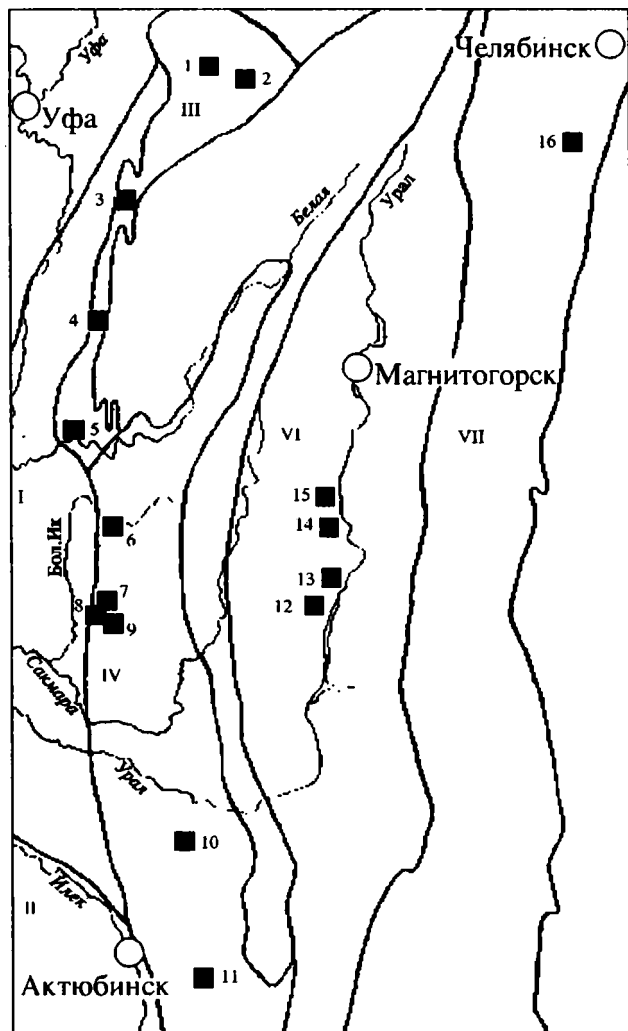 Челябинск
Уфа
1
2
III
Уфа
16
3
Белая
Урал
4
Магнитогорск
5
VI
VII
I
15
Бол.Ик
6
14
7
13
8
12
9
IV
Сакмара
Урал
10
Илек
II
Актюбинск
11